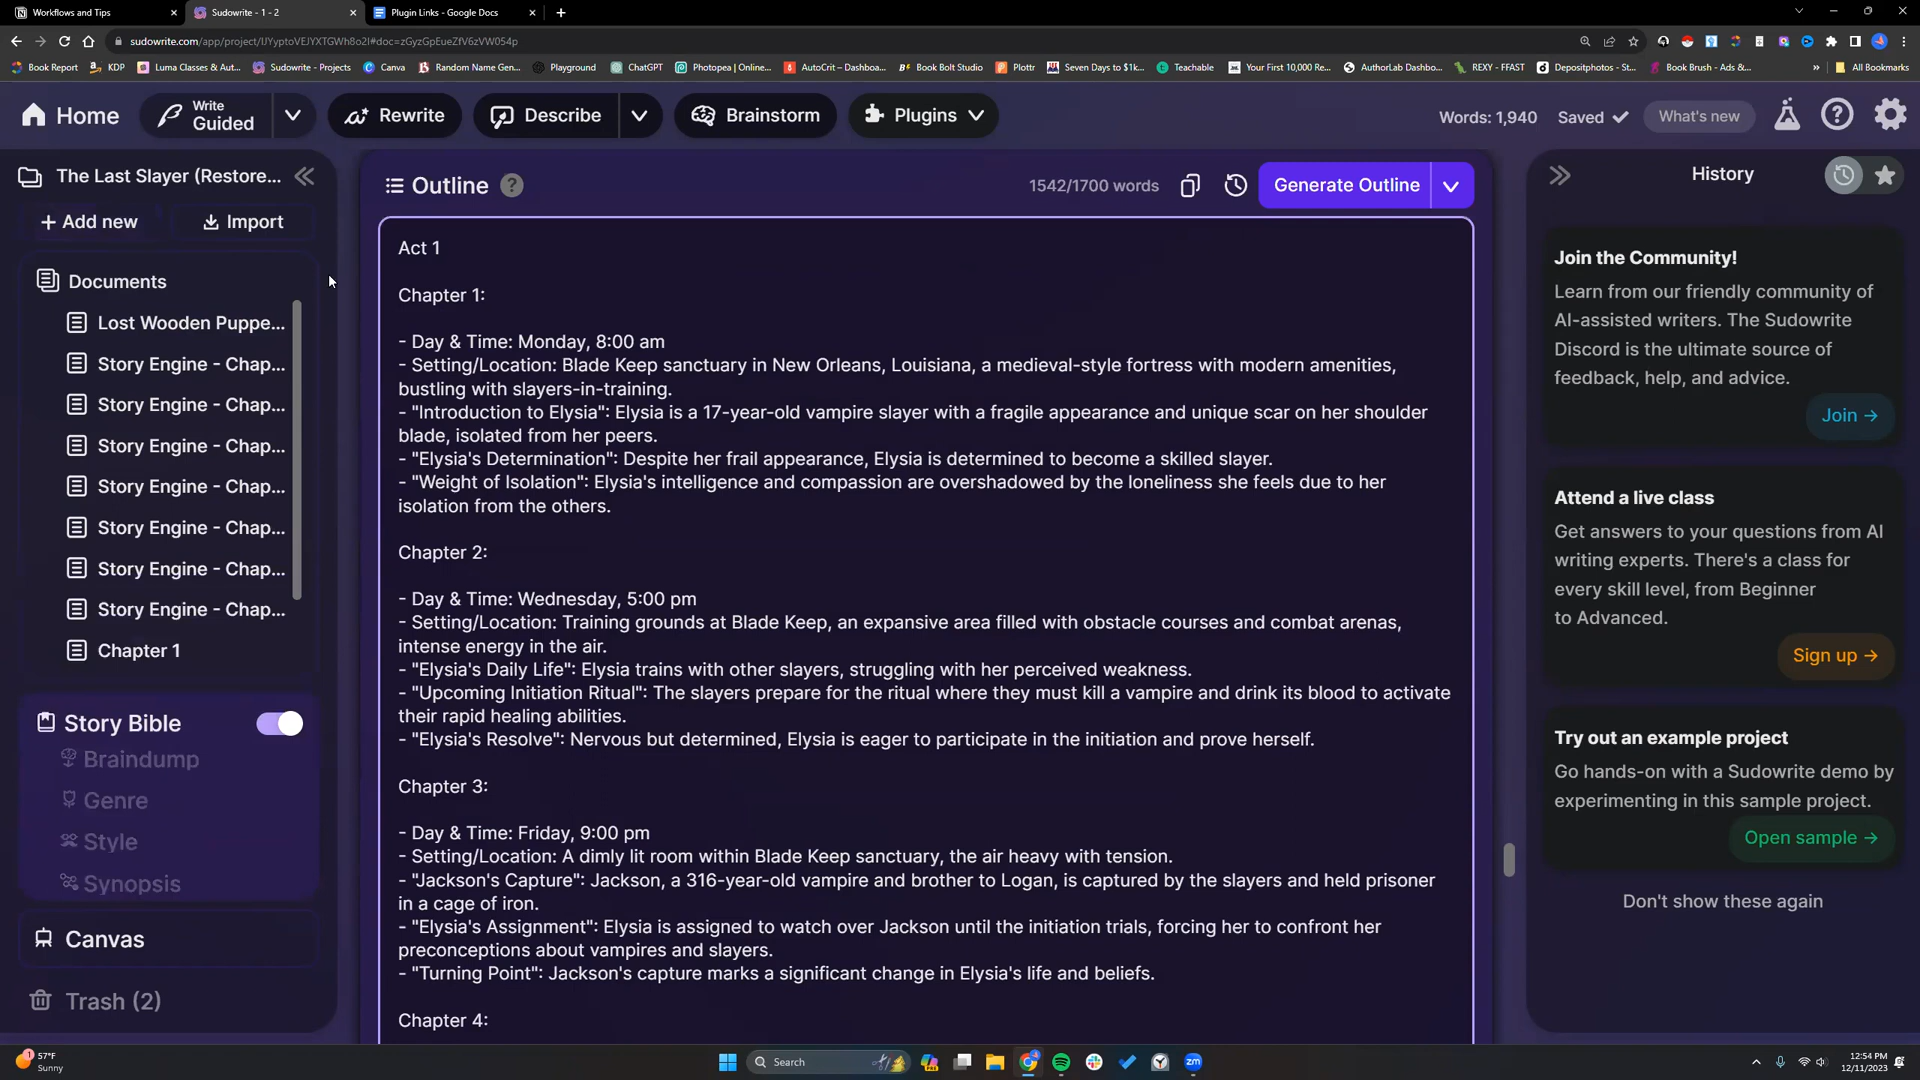 Workflows and Tips
Sudowrite - 1 - 2
Plugin Links - Google Docs
sudowrite.com/app/project/IJYyptoVEJYXTGWh8o2I#doc=zGyzGpEueZfV6zVW054p
Book Report
KDP
Luma Classes & Aut...
Sudowrite - Projects
Canva
Random Name Gen...
Playground
ChatGPT
Photopea | Online...
AutoCrit – Dashboa...
Book Bolt Studio
Plottr
Seven Days to $1k...
Teachable
Your First 10,000 Re...
AuthorLab Dashbo...
REXY - FFAST
Depositphotos - St...
Book Brush - Ads &...
All Bookmarks
Home
Write
Guided
Rewrite
Describe
Brainstorm
Plugins
Words: 1,940
Saved
What's new
The Last Slayer (Restore...
+ Add new
Import
Documents
Lost Wooden Puppe...
Story Engine - Chap...
Story Engine - Chap...
Story Engine - Chap...
Story Engine - Chap...
Story Engine - Chap...
Story Engine - Chap...
Story Engine - Chap...
Chapter 1
Story Bible
Braindump
Genre
Style
Synopsis
Canvas
Trash (2)
Outline
1542/1700 words
Generate Outline
Act 1
Chapter 1:
- Day & Time: Monday, 8:00 am
- Setting/Location: Blade Keep sanctuary in New Orleans, Louisiana, a medieval-style fortress with modern amenities,
bustling with slayers-in-training.
- "Introduction to Elysia": Elysia is a 17-year-old vampire slayer with a fragile appearance and unique scar on her shoulder
blade, isolated from her peers.
- "Elysia's Determination": Despite her frail appearance, Elysia is determined to become a skilled slayer.
- "Weight of Isolation": Elysia's intelligence and compassion are overshadowed by the loneliness she feels due to her
isolation from the others.
Chapter 2:
- Day & Time: Wednesday, 5:00 pm
- Setting/Location: Training grounds at Blade Keep, an expansive area filled with obstacle courses and combat arenas,
intense energy in the air.
- "Elysia's Daily Life": Elysia trains with other slayers, struggling with her perceived weakness.
- "Upcoming Initiation Ritual": The slayers prepare for the ritual where they must kill a vampire and drink its blood to activate
their rapid healing abilities.
- "Elysia's Resolve": Nervous but determined, Elysia is eager to participate in the initiation and prove herself.
Chapter 3:
- Day & Time: Friday, 9:00 pm
- Setting/Location: A dimly lit room within Blade Keep sanctuary, the air heavy with tension.
- "Jackson's Capture": Jackson, a 316-year-old vampire and brother to Logan, is captured by the slayers and held prisoner
in a cage of iron.
- "Elysia's Assignment": Elysia is assigned to watch over Jackson until the initiation trials, forcing her to confront her
preconceptions about vampires and slayers.
- "Turning Point": Jackson's capture marks a significant change in Elysia's life and beliefs.
Chapter 4:
History
Join the Community!
Learn from our friendly community of
AI-assisted writers. The Sudowrite
Discord is the ultimate source of
feedback, help, and advice.
Join →
Attend a live class
Get answers to your questions from AI
writing experts. There's a class for
every skill level, from Beginner
to Advanced.
Sign up →
Try out an example project
Go hands-on with a Sudowrite demo by
experimenting in this sample project.
Open sample →
Don't show these again
57°F
Sunny
Search
12:54 PM
12/11/2023